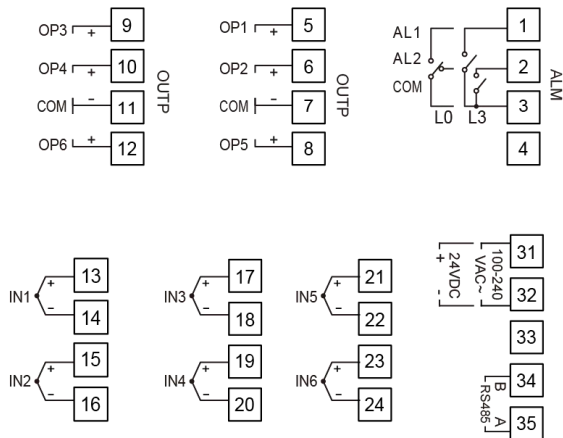 OP3 + 9
OP4 + 10
COM - 11
OP6 + 12
OUTP
OP1 + 5
OP2 + 6
COM - 7
OP5 + 8
OUTP
AL1 1
AL2 2
COM 3
L0 L3
4
ALM
IN1 + 13
- 14
IN2 + 15
- 16
IN3 + 17
- 18
IN4 + 19
- 20
IN5 + 21
- 22
IN6 + 23
- 24
+ -
24VDC
100-240
VAC~
31
32
33
34
35
B A
RS485